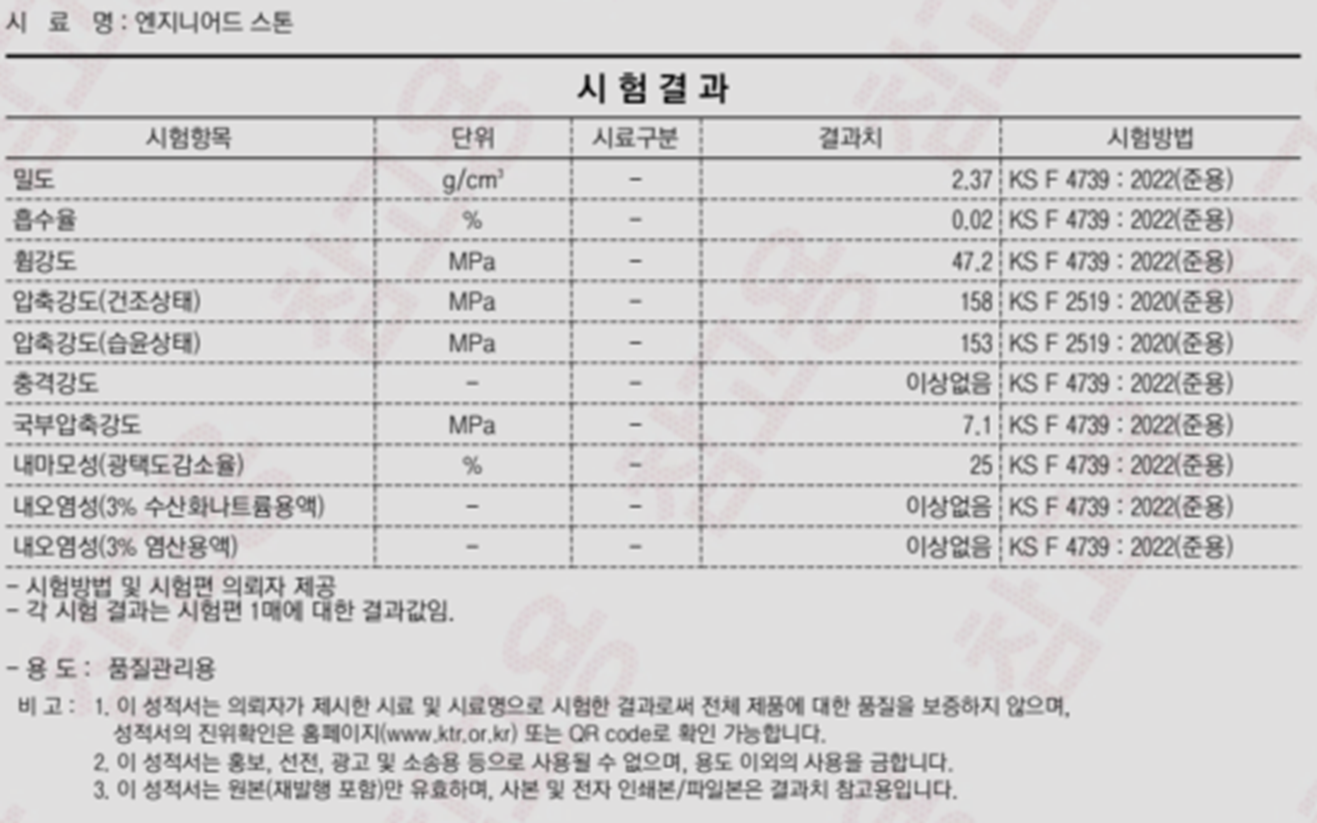 시 료 명 : 엔지니어드 스톤
시 험 결 과
시험항목 단위 시료구분 결과치 시험방법
밀도 g/cm³ - 2.37 KS F 4739 : 2022(준용)
흡수율 % - 0.02 KS F 4739 : 2022(준용)
휨강도 MPa - 47.2 KS F 4739 : 2022(준용)
압축강도(건조상태) MPa - 158 KS F 2519 : 2020(준용)
압축강도(습윤상태) MPa - 153 KS F 2519 : 2020(준용)
충격강도 - - 이상없음 KS F 4739 : 2022(준용)
국부압축강도 MPa - 7.1 KS F 4739 : 2022(준용)
내마모성(광택도감소율) % - 25 KS F 4739 : 2022(준용)
내오염성(3% 수산화나트륨용액) - - 이상없음 KS F 4739 : 2022(준용)
내오염성(3% 염산용액) - - 이상없음 KS F 4739 : 2022(준용)
- 시험방법 및 시험편 의뢰자 제공
- 각 시험 결과는 시험편 1매에 대한 결과값임.
- 용 도 : 품질관리용
비 고 : 1. 이 성적서는 의뢰자가 제시한 시료 및 시료명으로 시험한 결과로써 전체 제품에 대한 품질을 보증하지 않으며,
성적서의 진위확인은 홈페이지(www.ktr.or.kr) 또는 QR code로 확인 가능합니다.
2. 이 성적서는 홍보, 선전, 광고 및 소송용 등으로 사용될 수 없으며, 용도 이외의 사용을 금합니다.
3. 이 성적서는 원본(재발행 포함)만 유효하며, 사본 및 전자 인쇄본/파일본은 결과치 참고용입니다.
참고용